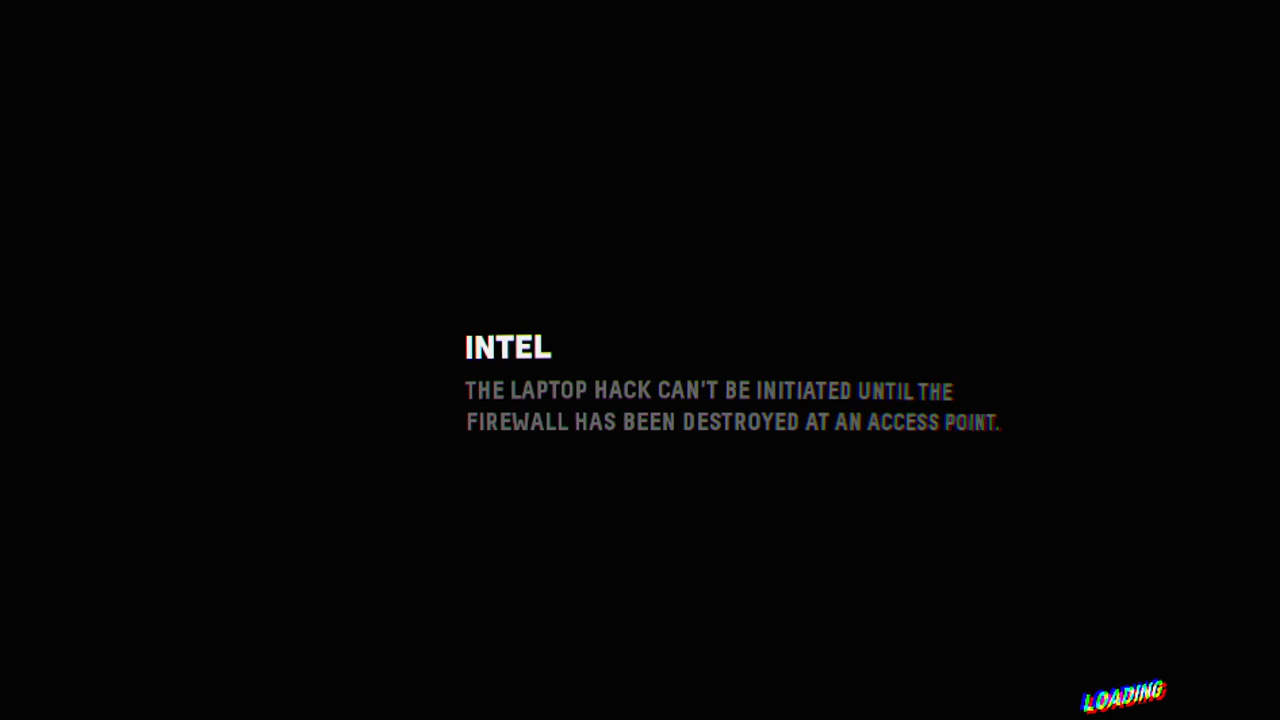 INTEL
THE LAPTOP HACK CAN'T BE INITIATED UNTIL THE
FIREWALL HAS BEEN DESTROYED AT AN ACCESS POINT.
LOADING